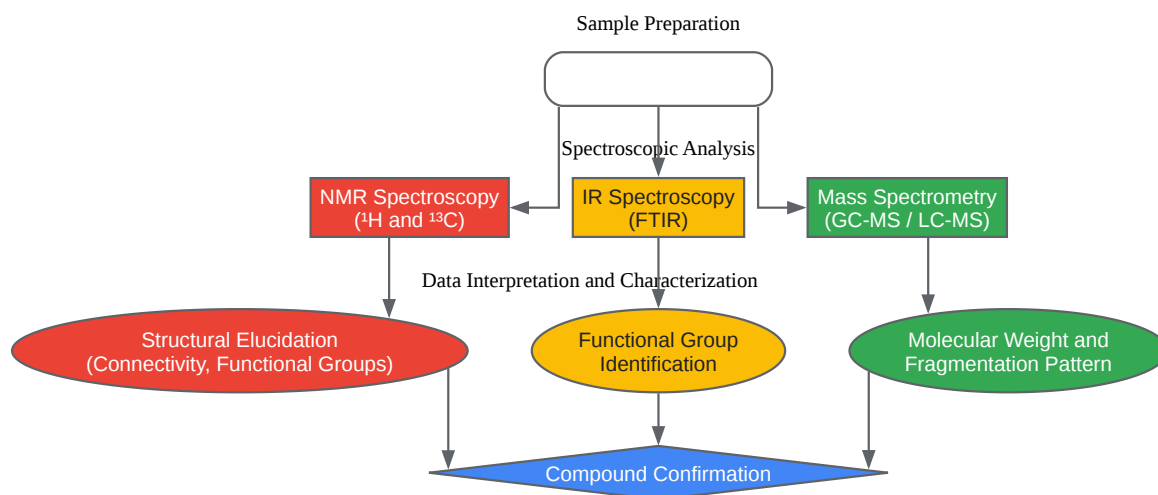 Sample Preparation
Spectroscopic Analysis
NMR Spectroscopy
(¹H and ¹³C)
IR Spectroscopy
(FTIR)
Mass Spectrometry
(GC-MS / LC-MS)
Data Interpretation and Characterization
Structural Elucidation
(Connectivity, Functional Groups)
Functional Group
Identification
Molecular Weight and
Fragmentation Pattern
Compound Confirmation